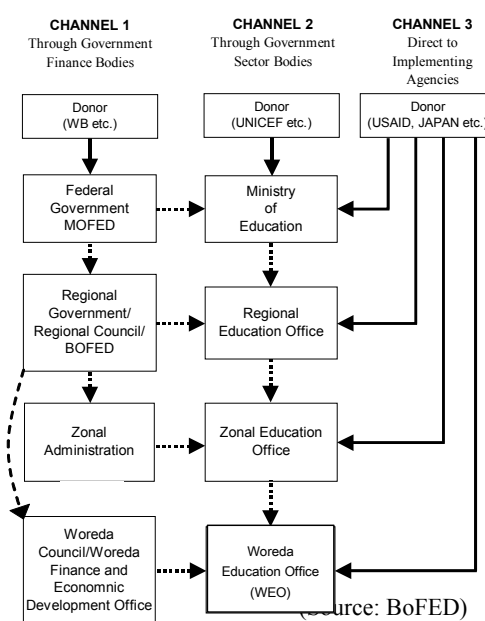 CHANNEL 1
Through Government
Finance Bodies
CHANNEL 2
Through Government
Sector Bodies
CHANNEL 3
Direct to
Implementing
Agencies
Donor
(WB etc.)
Donor
(UNICEF etc.)
Donor
(USAID, JAPAN etc.)
Federal
Government
MOFED
Ministry
of
Education
Regional
Government/
Regional Council/
BOFED
Regional
Education Office
Zonal
Administration
Zonal Education
Office
Woreda
Council/Woreda
Finance and
Economnic
Development Office
Woreda
Education Office
(WEO)
(Source: BoFED)